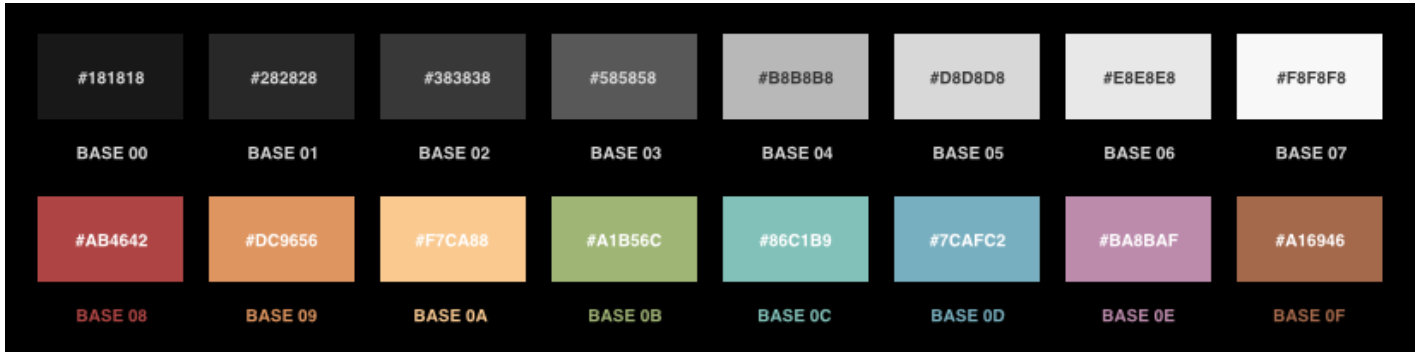 #181818 #282828 #383838 #585858 #B8B8B8 #D8D8D8 #E8E8E8 #F8F8F8
BASE 00 BASE 01 BASE 02 BASE 03 BASE 04 BASE 05 BASE 06 BASE 07
#AB4642 #DC9656 #F7CA88 #A1B56C #86C1B9 #7CAFC2 #BA8BAF #A16946
BASE 08 BASE 09 BASE 0A BASE 0B BASE 0C BASE 0D BASE 0E BASE 0F